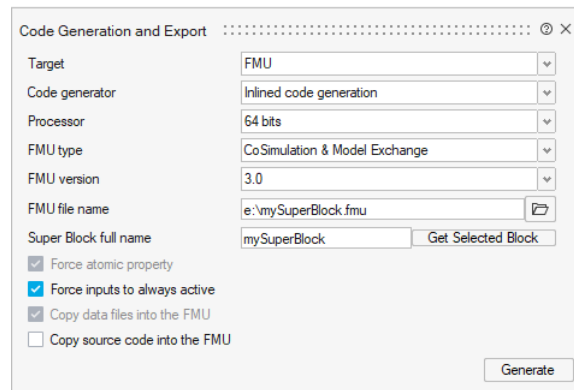 Code Generation and Export
Target FMU
Code generator Inlined code generation
Processor 64 bits
FMU type CoSimulation & Model Exchange
FMU version 3.0
FMU file name e:\mySuperBlock.fmu
Super Block full name mySuperBlock Get Selected Block
Force atomic property
Force inputs to always active
Copy data files into the FMU
Copy source code into the FMU
Generate